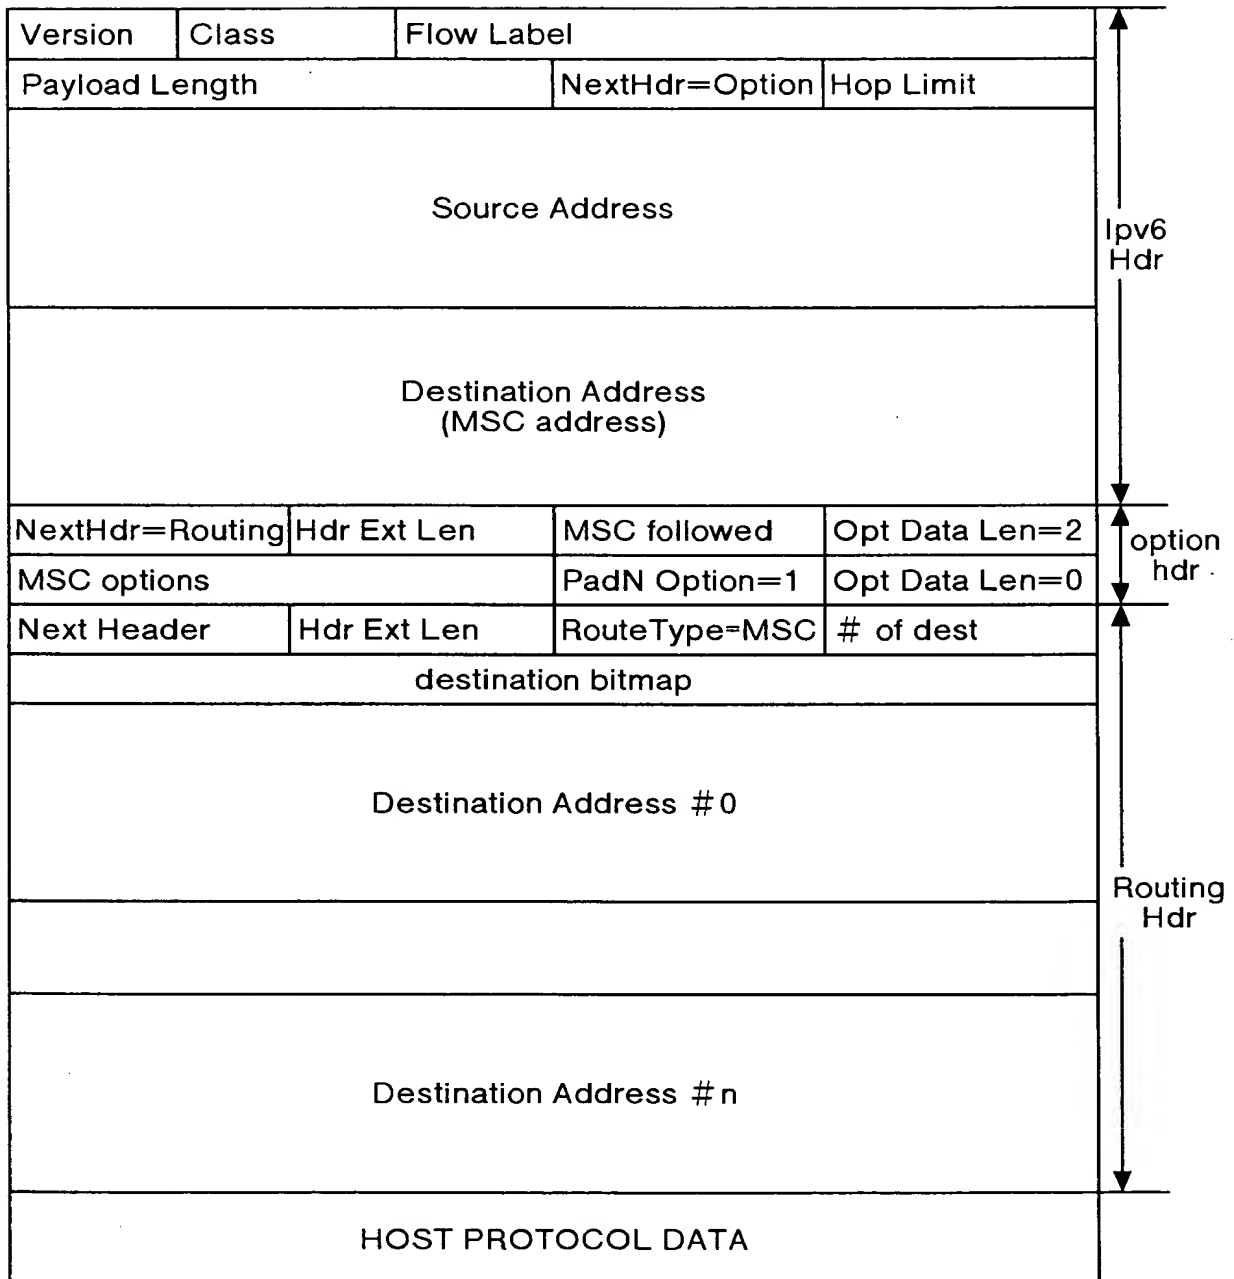 Version Class Flow Label
Payload Length NextHdr=Option Hop Limit
Source Address
Ipv6
Hdr
Destination Address
(MSC address)
NextHdr=Routing Hdr Ext Len MSC followed Opt Data Len=2
option
hdr
MSC options PadN Option=1 Opt Data Len=0
Next Header Hdr Ext Len RouteType=MSC # of dest
destination bitmap
Destination Address #0
Routing
Hdr
Destination Address #n
HOST PROTOCOL DATA